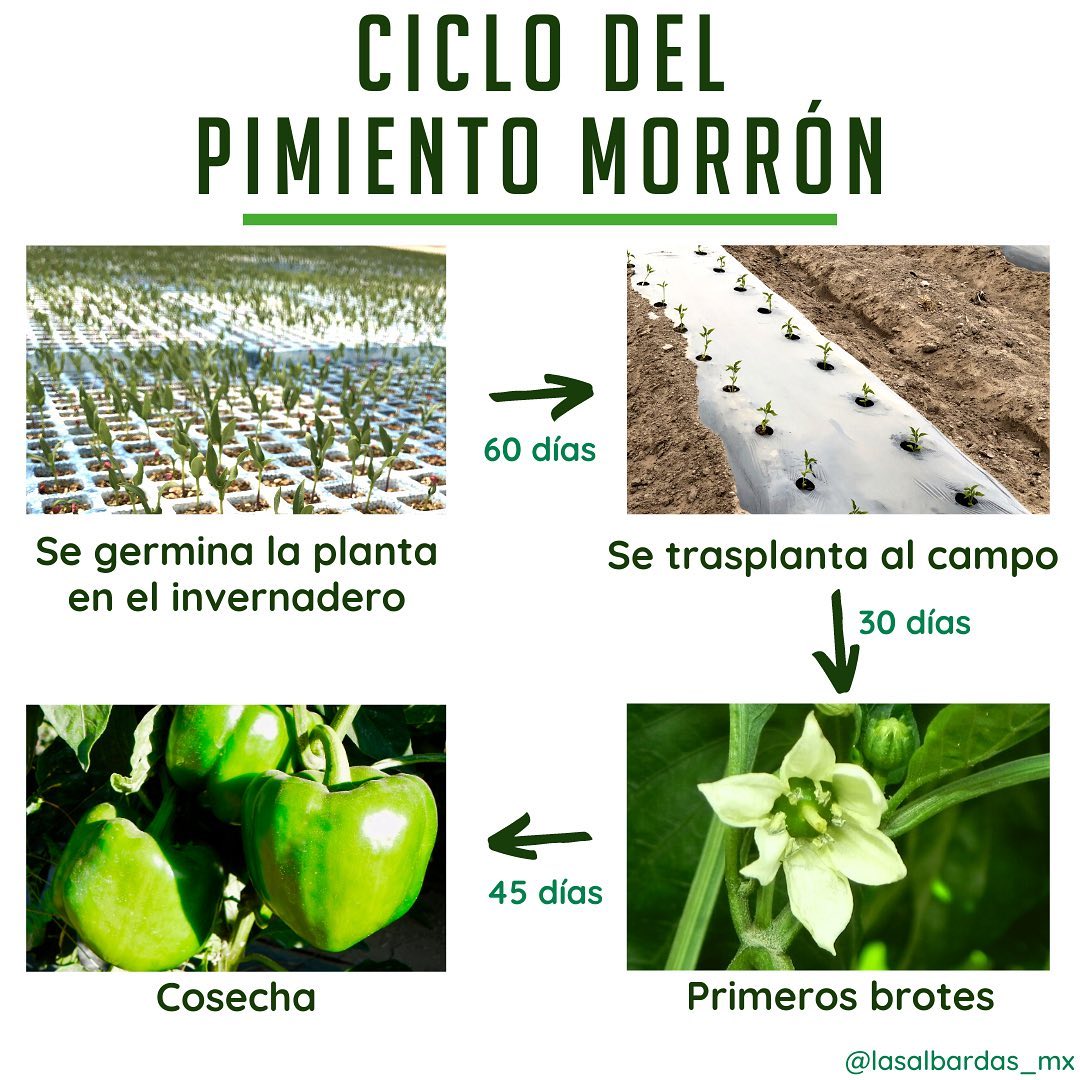 CICLO DEL
PIMIENTO MORRÓN
60 días
Se germina la planta
en el invernadero
Se trasplanta al campo
30 días
45 días
Cosecha
Primeros brotes
@lasalbardas_mx